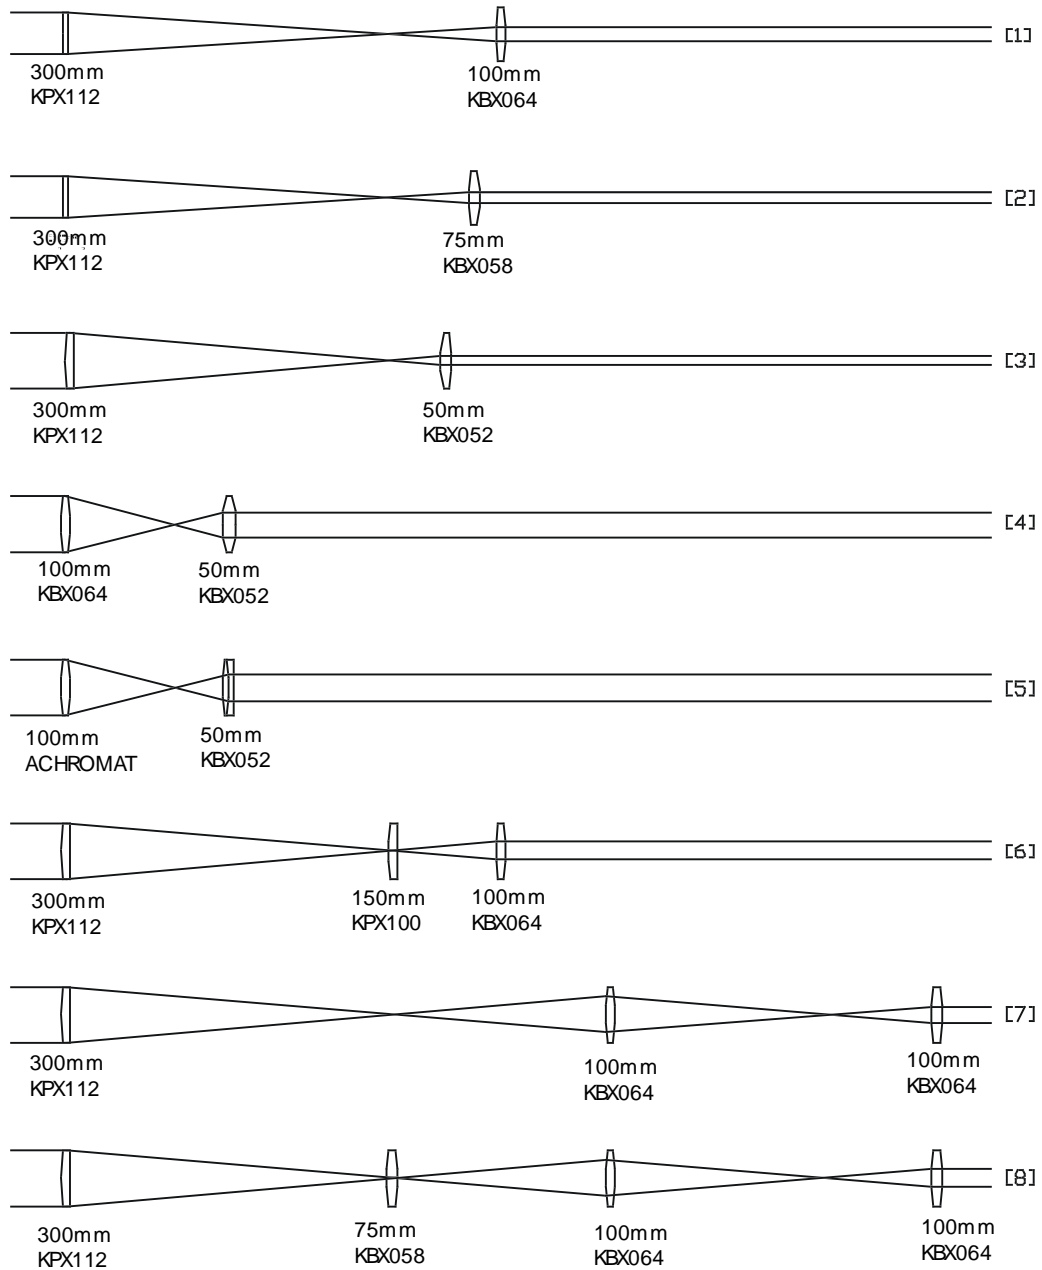 [1]
300mm
KPX112
100mm
KBX064
[2]
300mm
KPX112
75mm
KBX058
[3]
300mm
KPX112
50mm
KBX052
[4]
100mm
KBX064
50mm
KBX052
[5]
100mm
ACHROMAT
50mm
KBX052
[6]
300mm
KPX112
150mm
KPX100
100mm
KBX064
[7]
300mm
KPX112
100mm
KBX064
100mm
KBX064
[8]
300mm
KPX112
75mm
KBX058
100mm
KBX064
100mm
KBX064